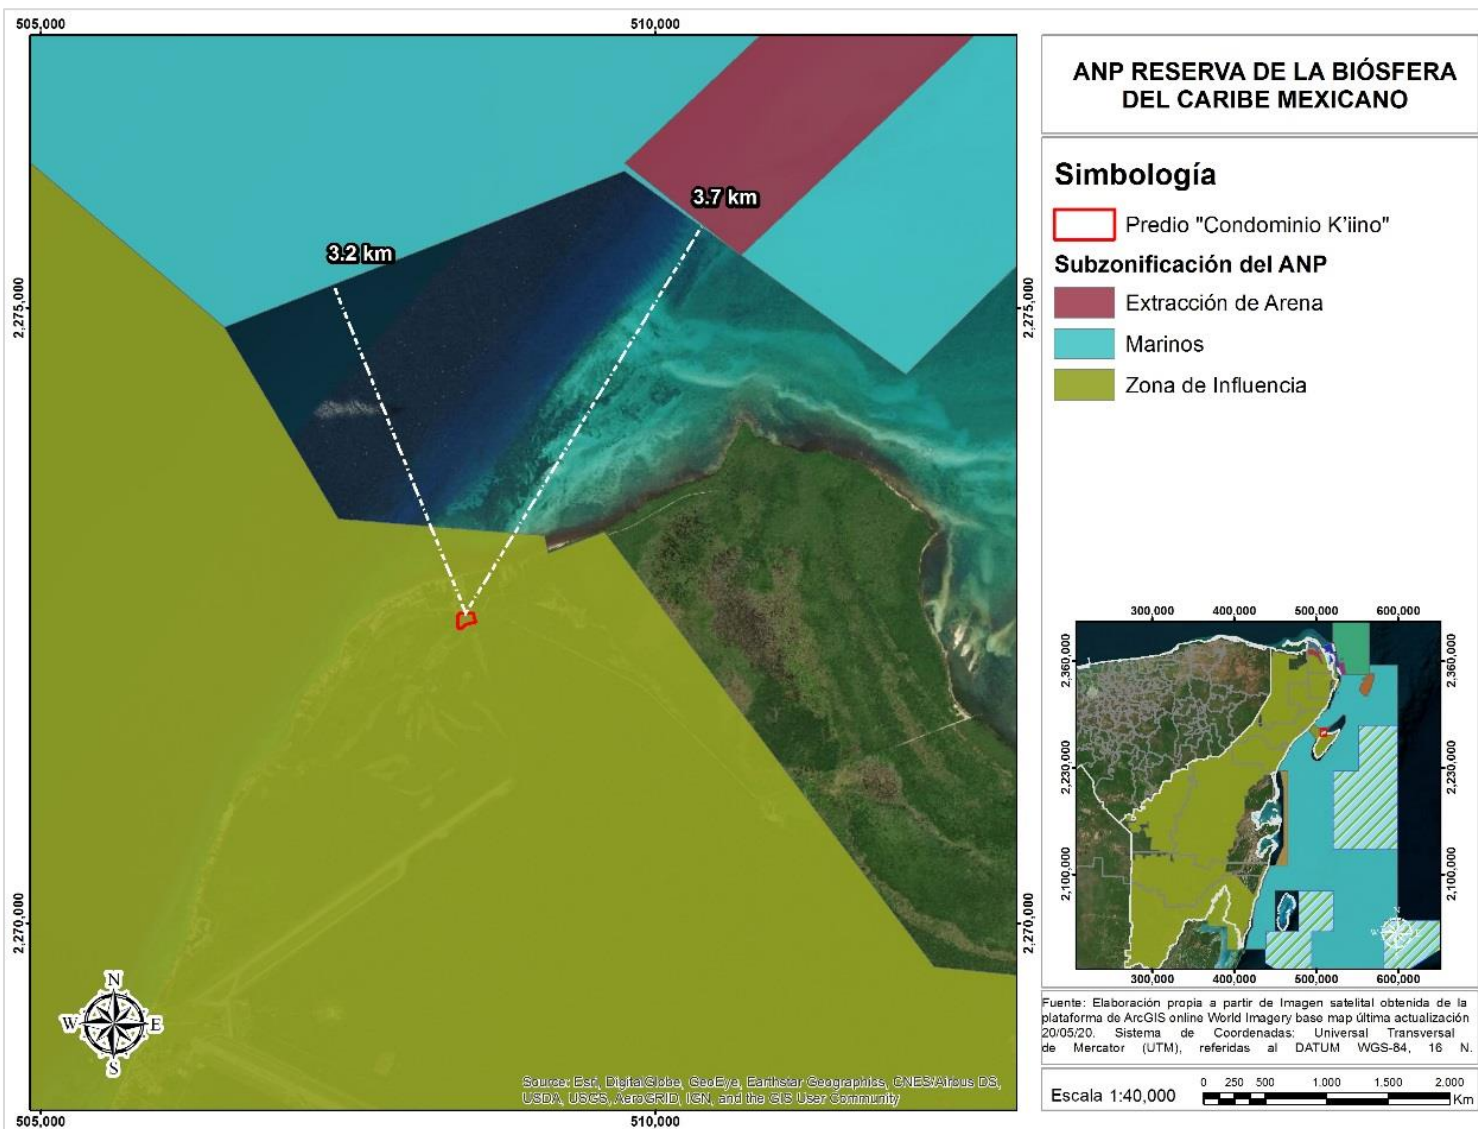 505,000
510,000
ANP RESERVA DE LA BIÓSFERA
DEL CARIBE MEXICANO
Simbología
Predio "Condominio K'iino"
Subzonificación del ANP
Extracción de Arena
Marinos
Zona de Influencia
3.7 km
3.2 km
2,275,000
2,275,000
2,270,000
2,270,000
300,000
400,000
500,000
600,000
2,360,000
2,360,000
2,230,000
2,230,000
2,100,000
2,100,000
300,000
400,000
500,000
600,000
N
W
E
S
Fuente: Elaboración propia a partir de Imagen satelital obtenida de la
plataforma de ArcGIS online World Imagery base map última actualización
20/05/20. Sistema de Coordenadas: Universal Transversal
de Mercator (UTM), referidas al DATUM WGS-84, 16 N.
Source: Esri, DigitalGlobe, GeoEye, Earthstar Geographics, CNES/Airbus DS,
USDA, USGS, AeroGRID, IGN, and the GIS User Community
Escala 1:40,000
0 250 500 1.000 1.500 2.000
Km
505,000
510,000